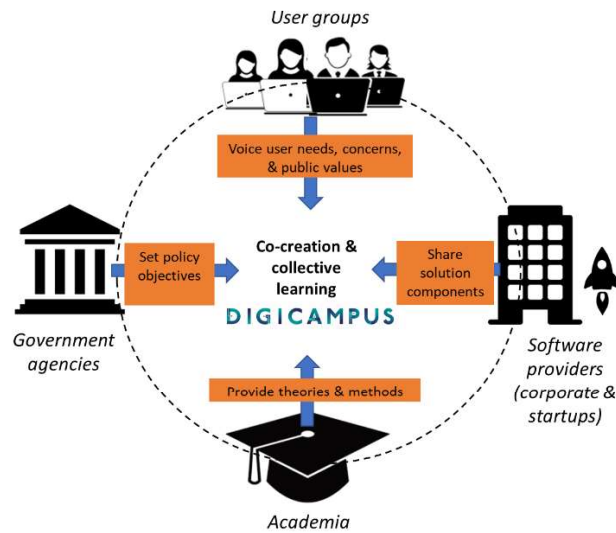 User groups
Voice user needs, concerns,
& public values
Set policy
objectives
Co-creation &
collective
learning
DIGICAMPUS
Share
solution
components
Government
agencies
Software
providers
(corporate &
startups)
Provide theories & methods
Academia